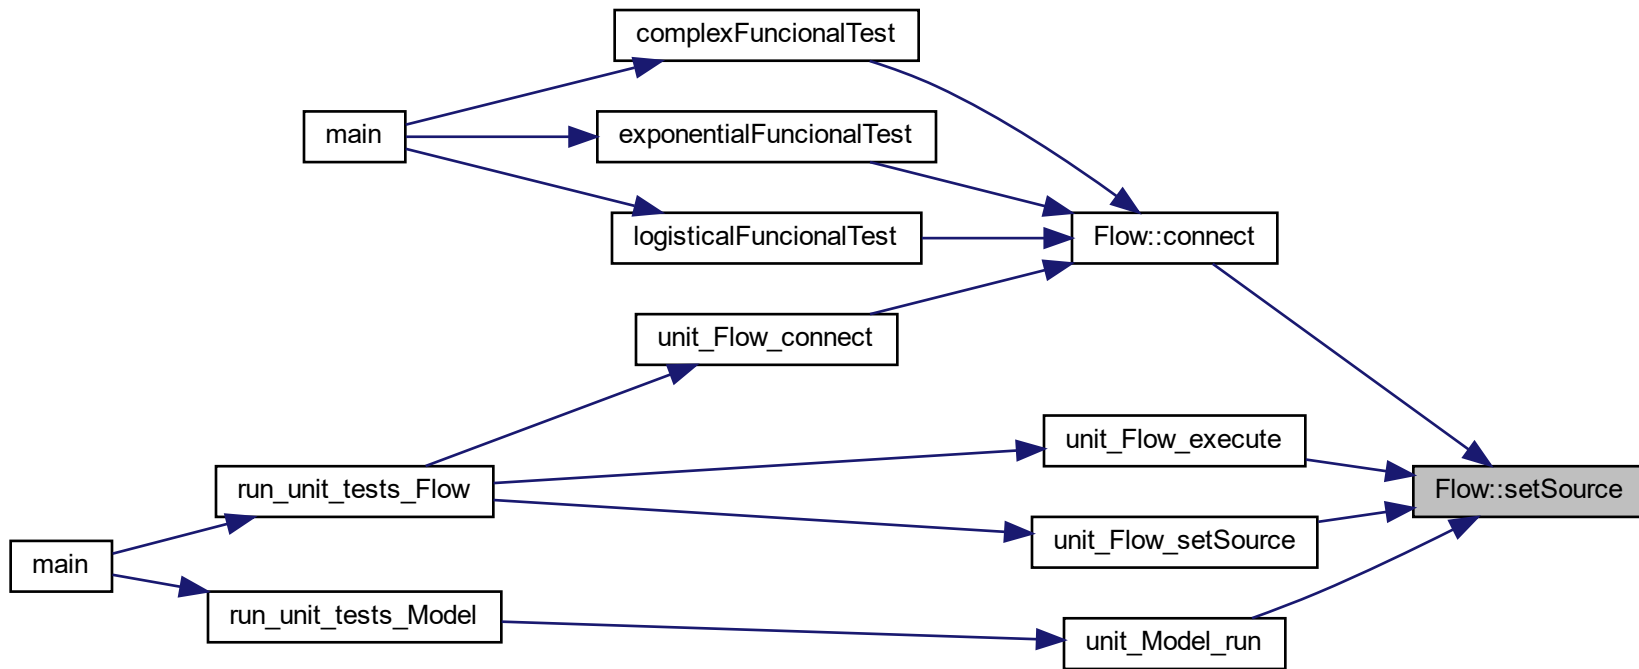 complexFuncionalTest
main
exponentialFuncionalTest
logisticalFuncionalTest
Flow::connect
unit_Flow_connect
unit_Flow_execute
run_unit_tests_Flow
Flow::setSource
unit_Flow_setSource
main
run_unit_tests_Model
unit_Model_run